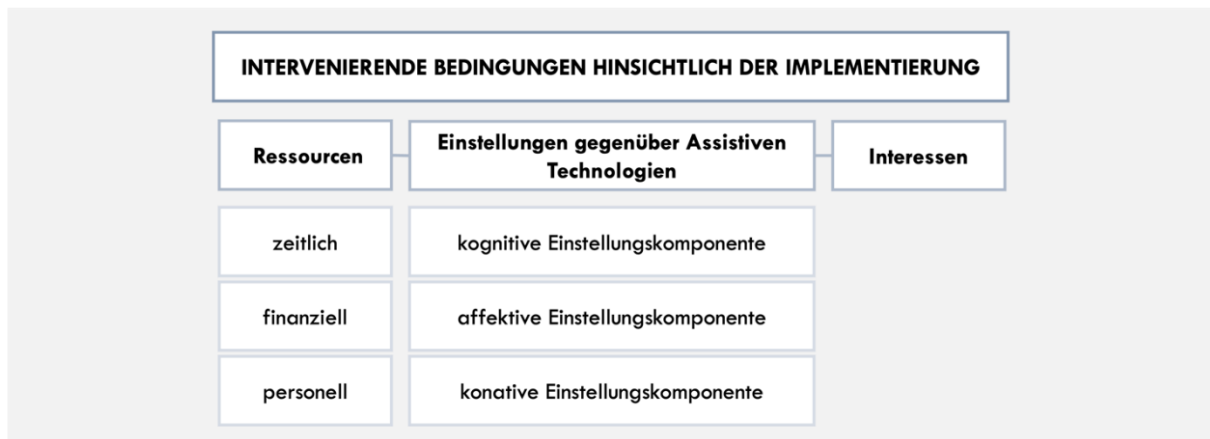 INTERVENIERENDE BEDINGUNGEN HINSICHTLICH DER IMPLEMENTIERUNG
Ressourcen
Einstellungen gegenüber Assistiven
Technologien
Interessen
zeitlich
kognitive Einstellungskomponente
finanziell
affektive Einstellungskomponente
personell
konative Einstellungskomponente